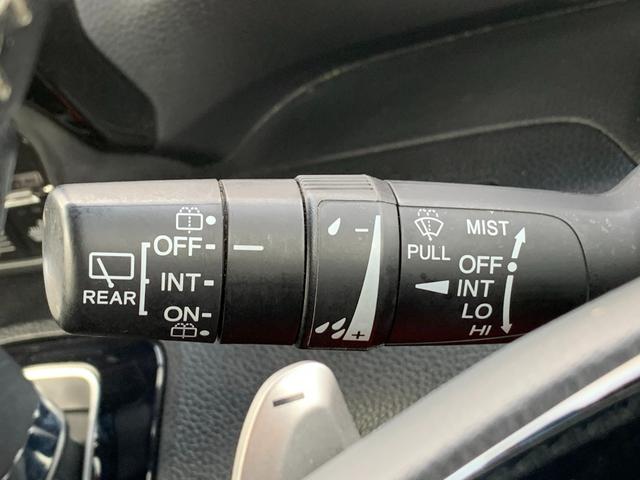 REAR
OFF
INT
ON
PULL
MIST
OFF
INT
LO
HI